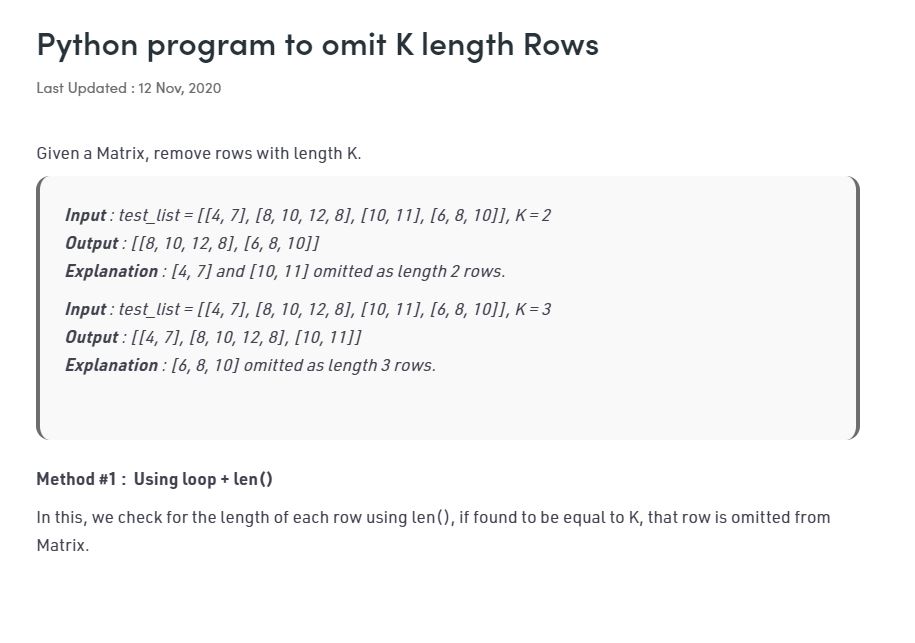 Python program to omit K length Rows
Last Updated : 12 Nov, 2020
Given a Matrix, remove rows with length K.
Input : test_list = [[4, 7], [8, 10, 12, 8], [10, 11], [6, 8, 10]], K = 2
Output : [[8, 10, 12, 8], [6, 8, 10]]
Explanation : [4, 7] and [10, 11] omitted as length 2 rows.
Input : test_list = [[4, 7], [8, 10, 12, 8], [10, 11], [6, 8, 10]], K = 3
Output : [[4, 7], [8, 10, 12, 8], [10, 11]]
Explanation : [6, 8, 10] omitted as length 3 rows.
Method #1 :  Using loop + len()
In this, we check for the length of each row using len(), if found to be equal to K, that row is omitted from
Matrix.